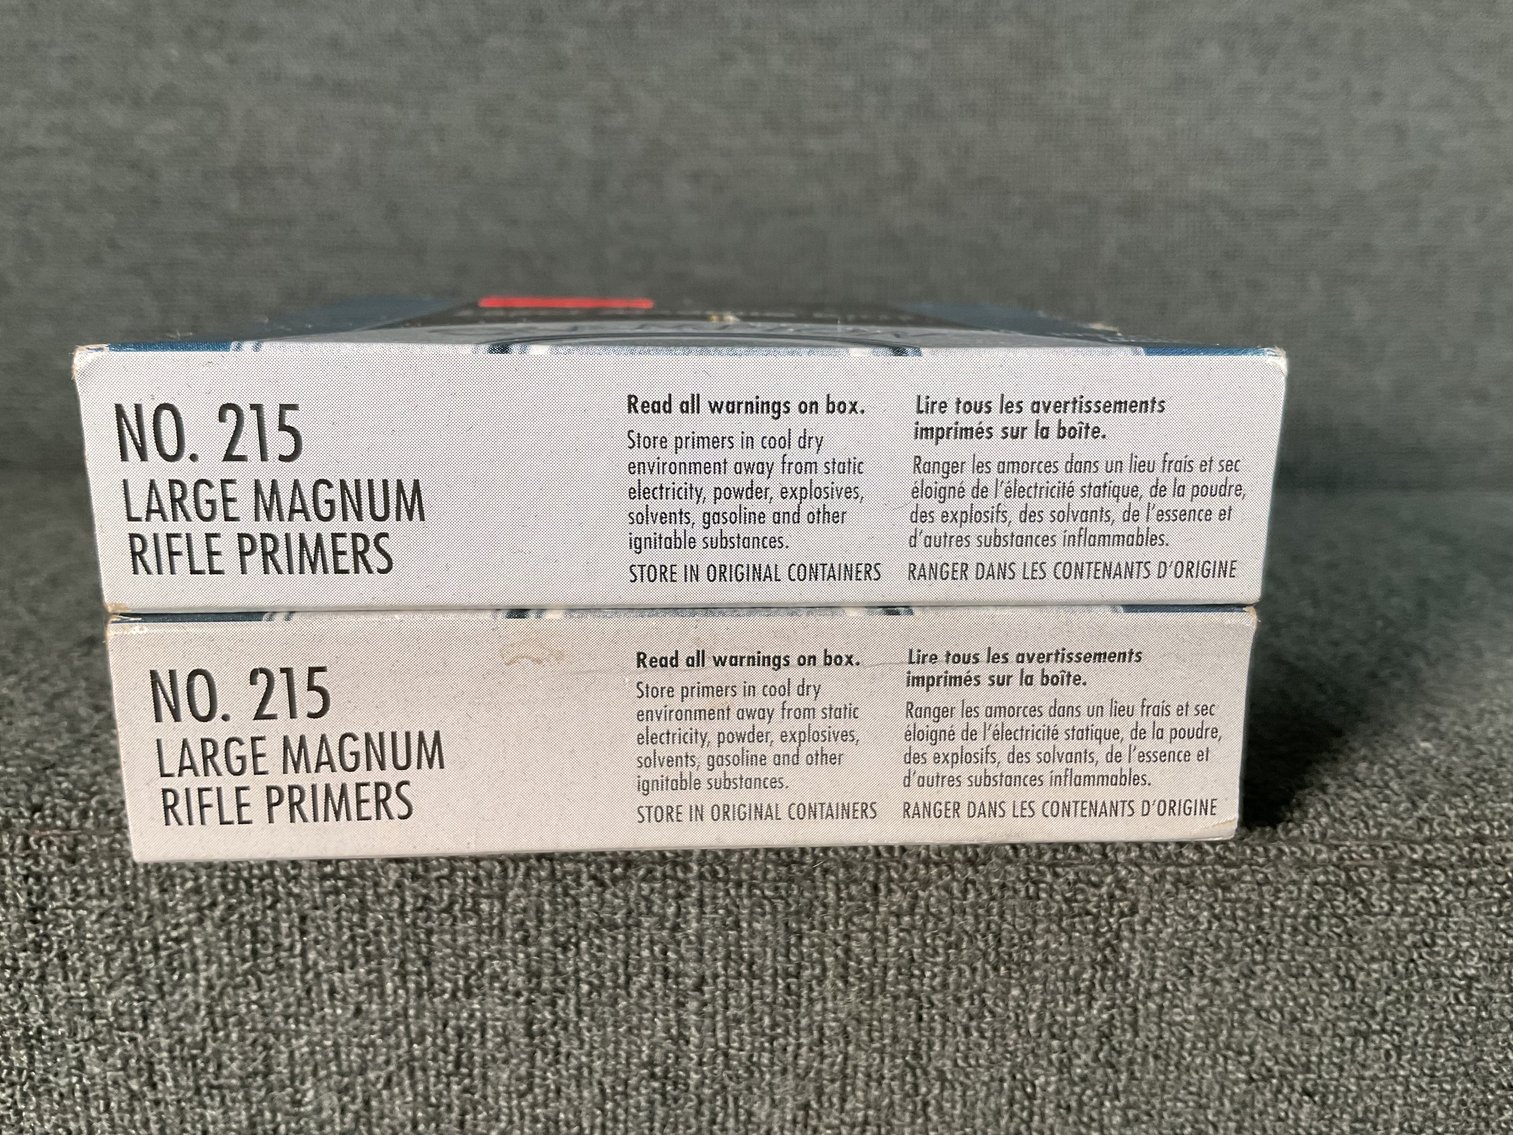 NO. 215
LARGE MAGNUM
RIFLE PRIMERS
Read all warnings on box.
Store primers in cool dry
environment away from static
electricity, powder, explosives,
solvents, gasoline and other
ignitable substances.
STORE IN ORIGINAL CONTAINERS
Lire tous les avertissements
imprimés sur la boîte.
Ranger les amorces dans un lieu frais et sec
éloigné de l'électricité statique, de la poudre,
des explosifs, des solvants, de l'essence et
d'autres substances inflammables.
RANGER DANS LES CONTENANTS D'ORIGINE
NO. 215
LARGE MAGNUM
RIFLE PRIMERS
Read all warnings on box.
Store primers in cool dry
environment away from static
electricity, powder, explosives,
solvents, gasoline and other
ignitable substances.
STORE IN ORIGINAL CONTAINERS
Lire tous les avertissements
imprimés sur la boîte.
Ranger les amorces dans un lieu frais et sec
éloigné de l'électricité statique, de la poudre,
des explosifs, des solvants, de l'essence et
d'autres substances inflammables.
RANGER DANS LES CONTENANTS D'ORIGINE